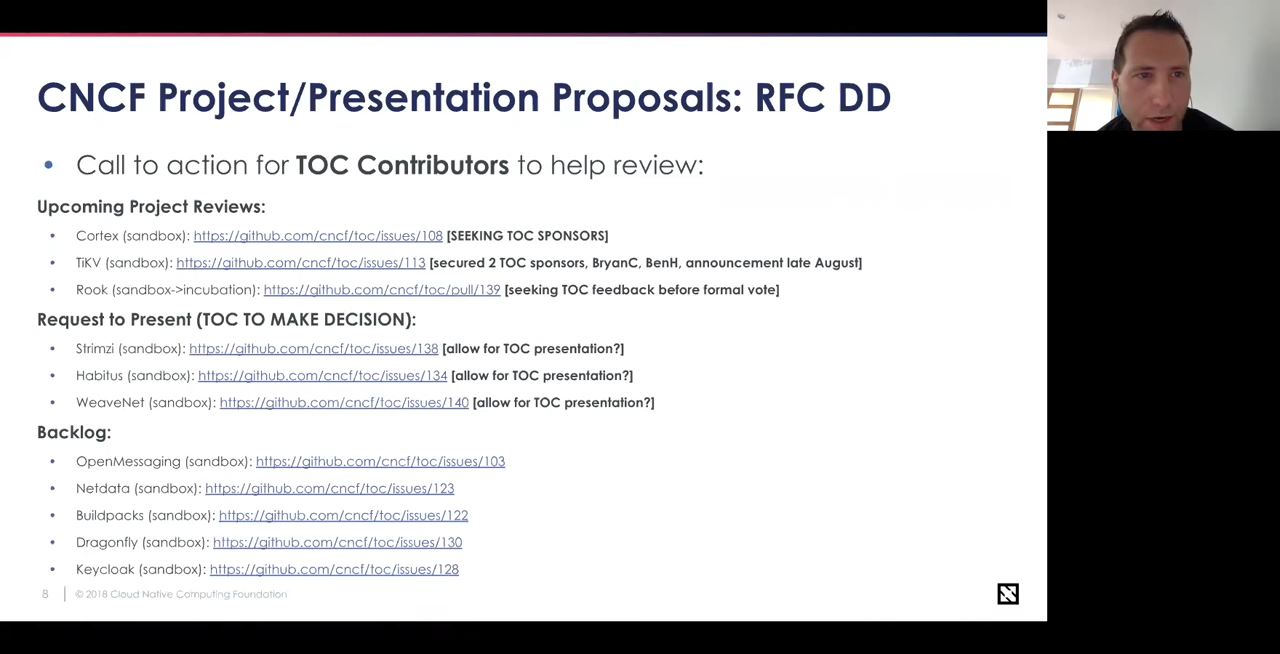 CNCF Project/Presentation Proposals: RFC DD
• Call to action for TOC Contributors to help review:
Upcoming Project Reviews:
• Cortex (sandbox): https://github.com/cncf/toc/issues/108 [SEEKING TOC SPONSORS]
• TiKV (sandbox): https://github.com/cncf/toc/issues/113 [secured 2 TOC sponsors, BryanC, BenH, announcement late August]
• Rook (sandbox->incubation): https://github.com/cncf/toc/pull/139 [seeking TOC feedback before formal vote]
Request to Present (TOC TO MAKE DECISION):
• Strimzi (sandbox): https://github.com/cncf/toc/issues/138 [allow for TOC presentation?]
• Habitus (sandbox): https://github.com/cncf/toc/issues/134 [allow for TOC presentation?]
• WeaveNet (sandbox): https://github.com/cncf/toc/issues/140 [allow for TOC presentation?]
Backlog:
• OpenMessaging (sandbox): https://github.com/cncf/toc/issues/103
• Netdata (sandbox): https://github.com/cncf/toc/issues/123
• Buildpacks (sandbox): https://github.com/cncf/toc/issues/122
• Dragonfly (sandbox): https://github.com/cncf/toc/issues/130
• Keycloak (sandbox): https://github.com/cncf/toc/issues/128
8 | © 2018 Cloud Native Computing Foundation